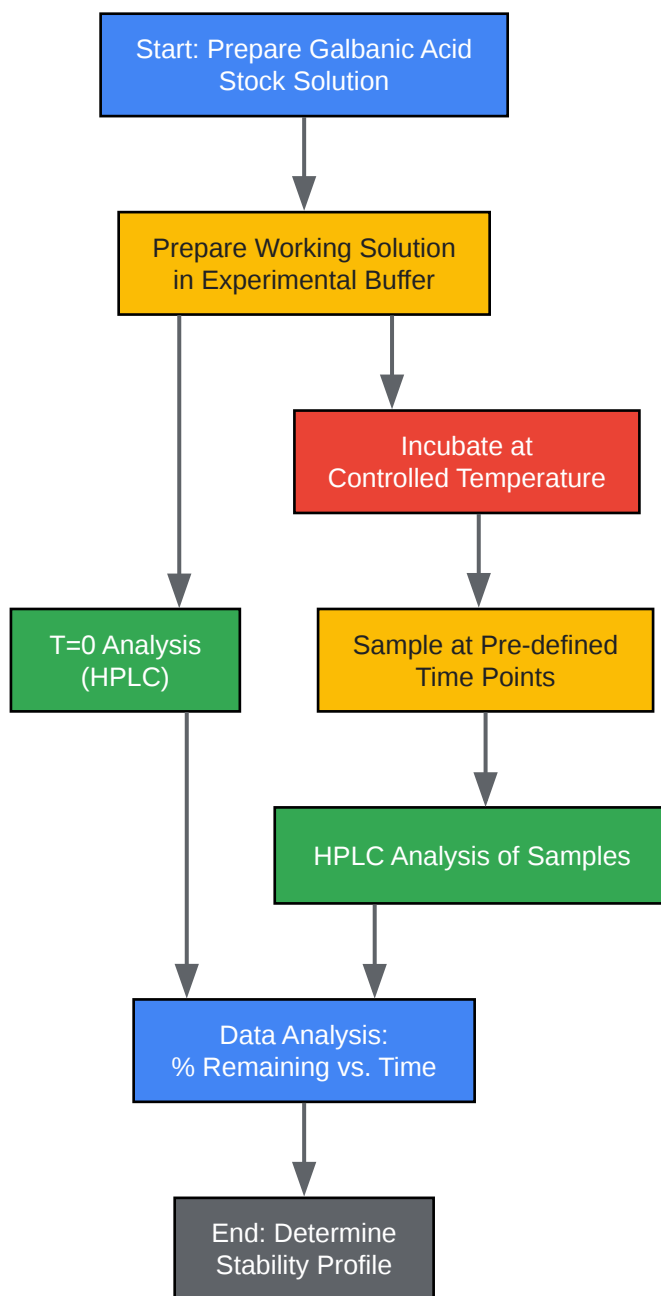 Start: Prepare Galbanic Acid
Stock Solution
Prepare Working Solution
in Experimental Buffer
Incubate at
Controlled Temperature
T=0 Analysis
(HPLC)
Sample at Pre-defined
Time Points
HPLC Analysis of Samples
Data Analysis:
% Remaining vs. Time
End: Determine
Stability Profile